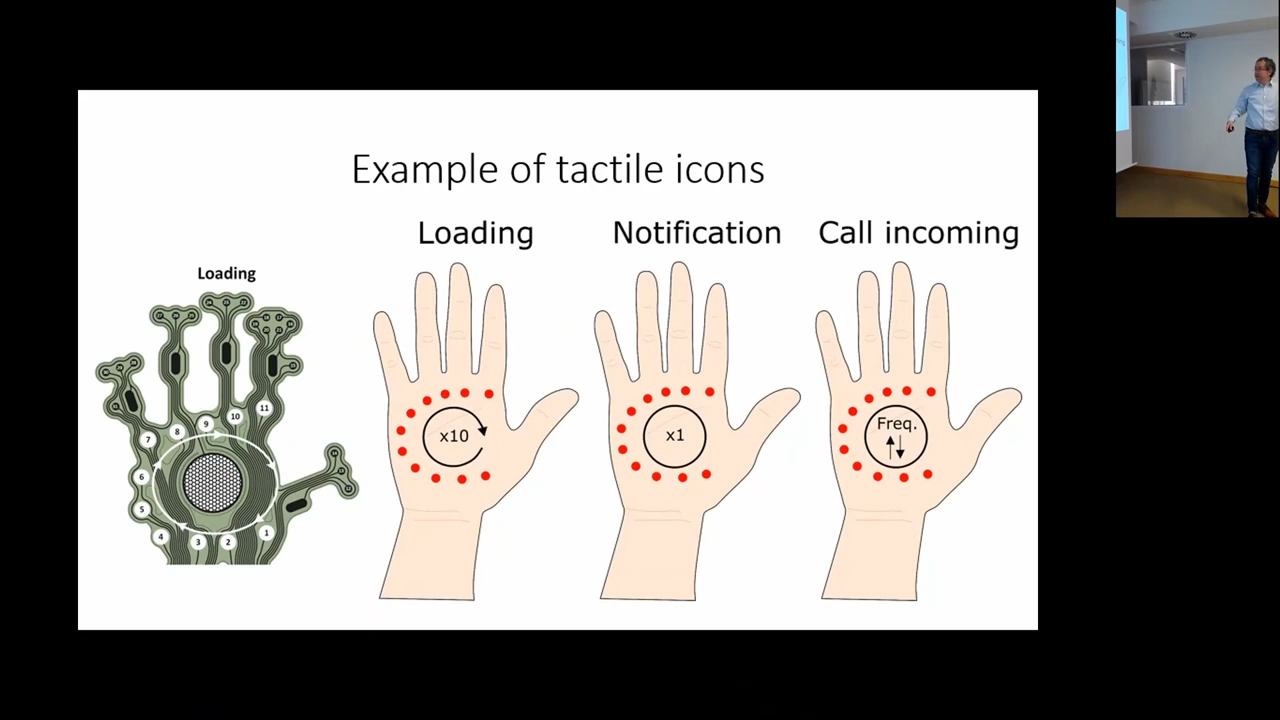 Example of tactile icons
Loading
Notification
Call incoming
Loading
x10
x1
Freq.
7
8
9
10
11
6
5
4
3
2
1